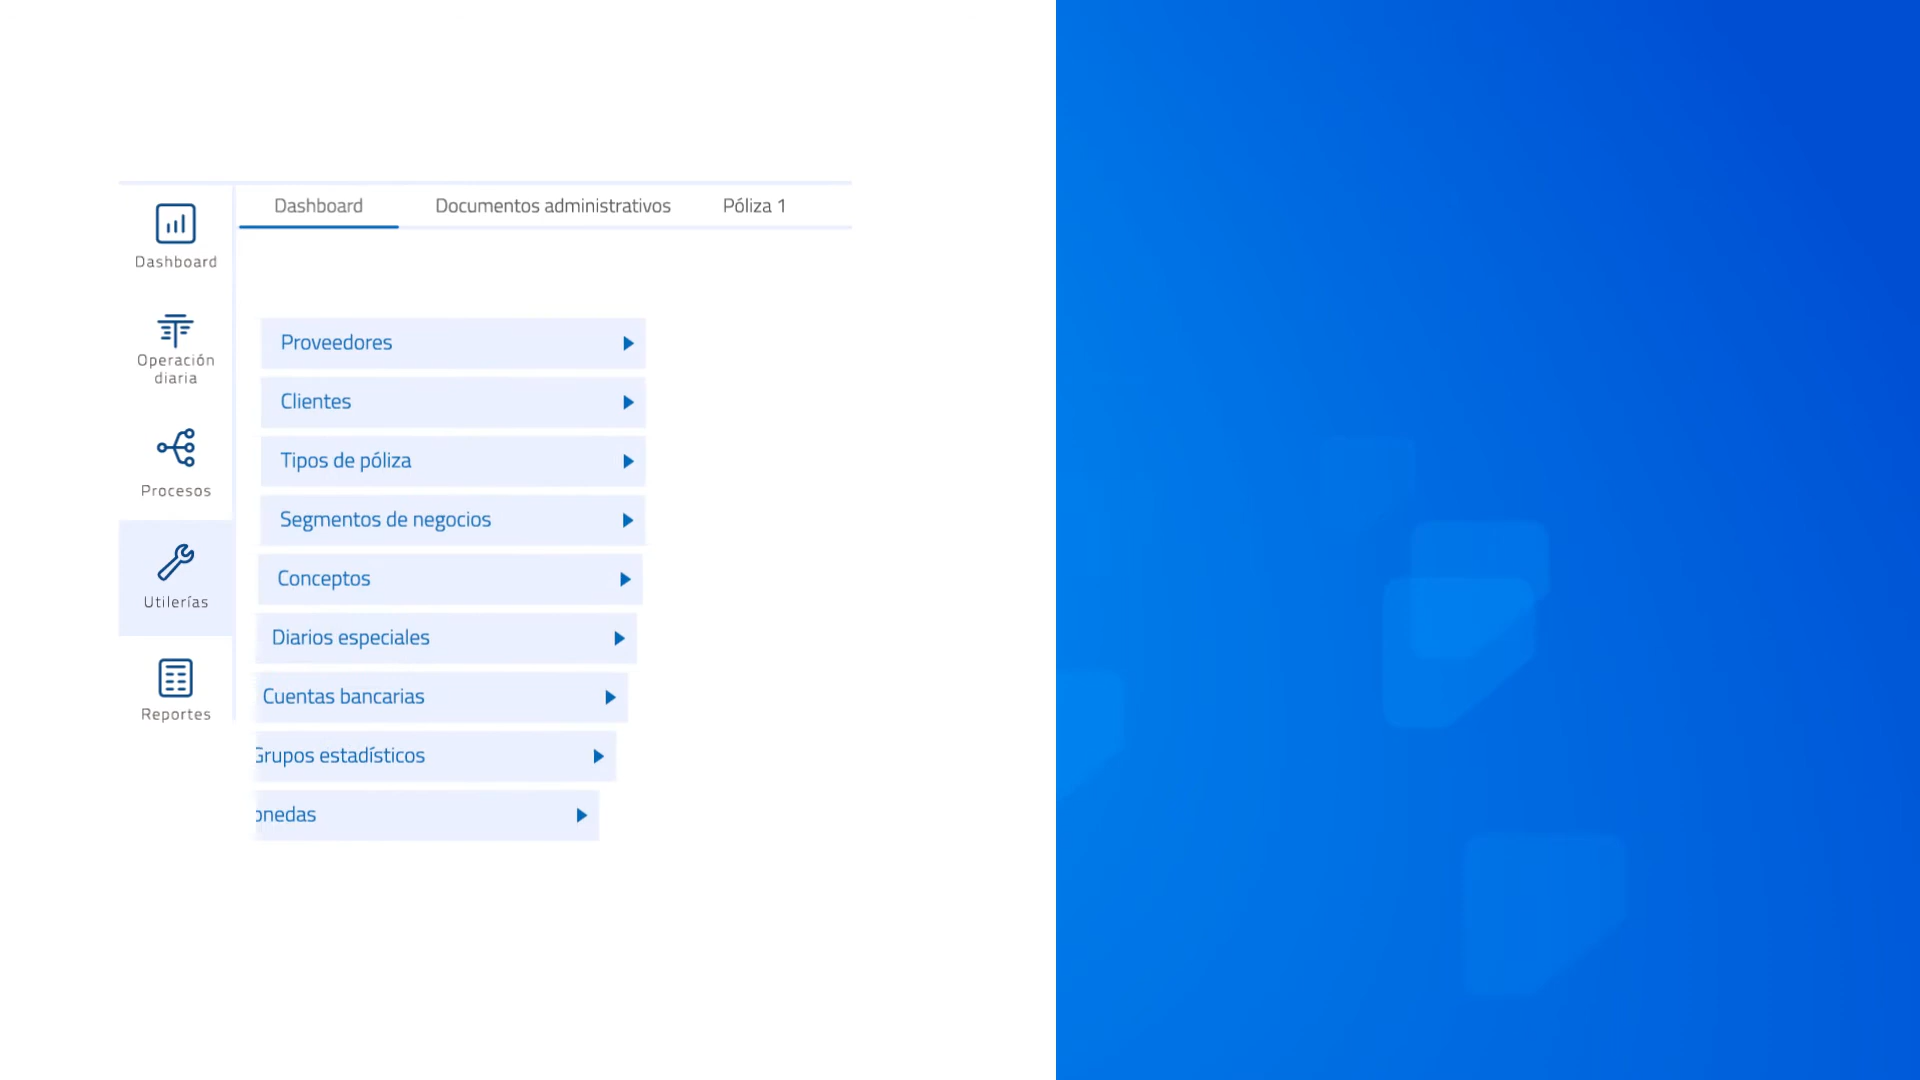 Dashboard
Documentos administrativos
Póliza 1
Dashboard
Operación
diaria
Procesos
Utilerías
Reportes
Proveedores
Clientes
Tipos de póliza
Segmentos de negocios
Conceptos
Diarios especiales
Cuentas bancarias
Grupos estadísticos
onedas